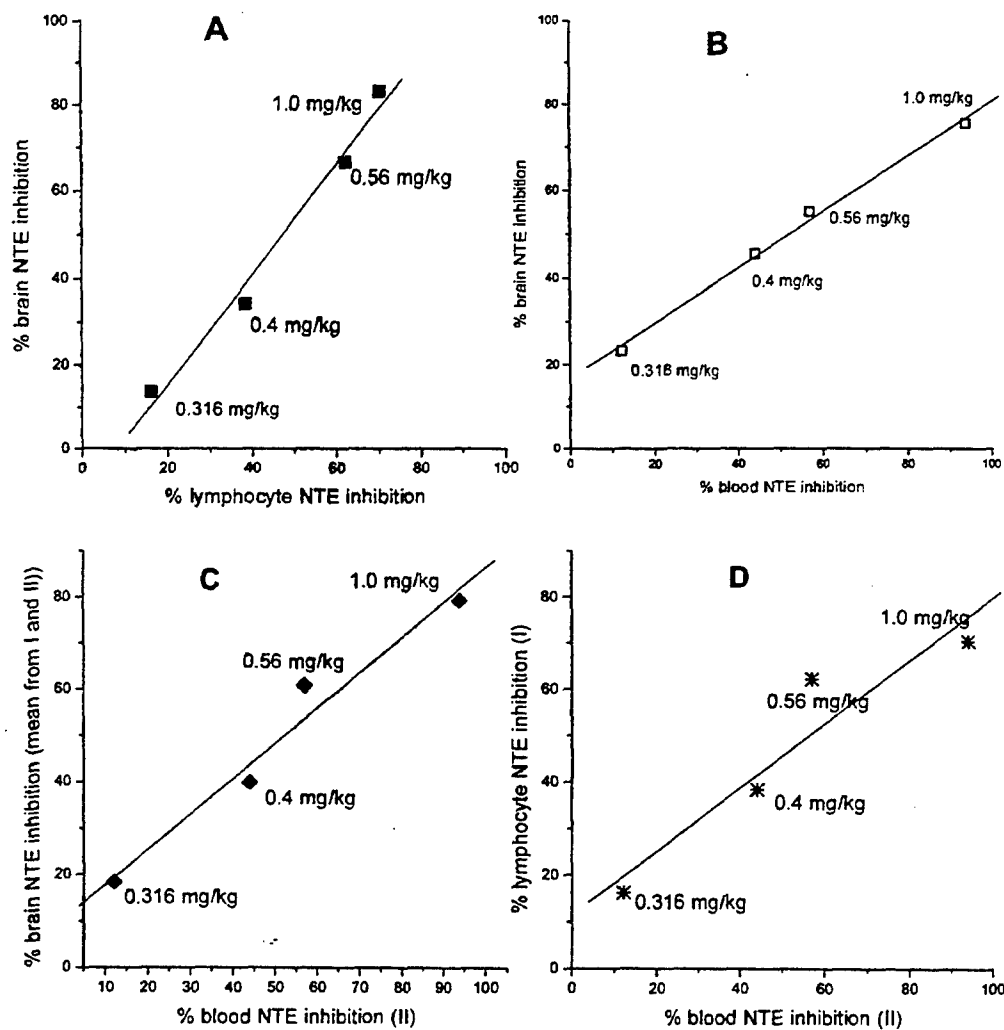 A
% brain NTE inhibition
100
80
60
40
20
0
1.0 mg/kg
0.56 mg/kg
0.4 mg/kg
0.316 mg/kg
0 20 40 60 80 100
% lymphocyte NTE inhibition
B
% brain NTE inhibition
100
80
60
40
20
0
1.0 mg/kg
0.56 mg/kg
0.4 mg/kg
0.316 mg/kg
0 20 40 60 80 100
% blood NTE inhibition
C
% brain NTE inhibition (mean from I and II))
80
60
40
20
0
1.0 mg/kg
0.56 mg/kg
0.4 mg/kg
0.316 mg/kg
10 20 30 40 50 60 70 80 90 100
% blood NTE inhibition (II)
D
% lymphocyte NTE inhibition (I)
80
60
40
20
0
1.0 mg/kg
0.56 mg/kg
0.4 mg/kg
0.316 mg/kg
0 20 40 60 80 100
% blood NTE inhibition (II)